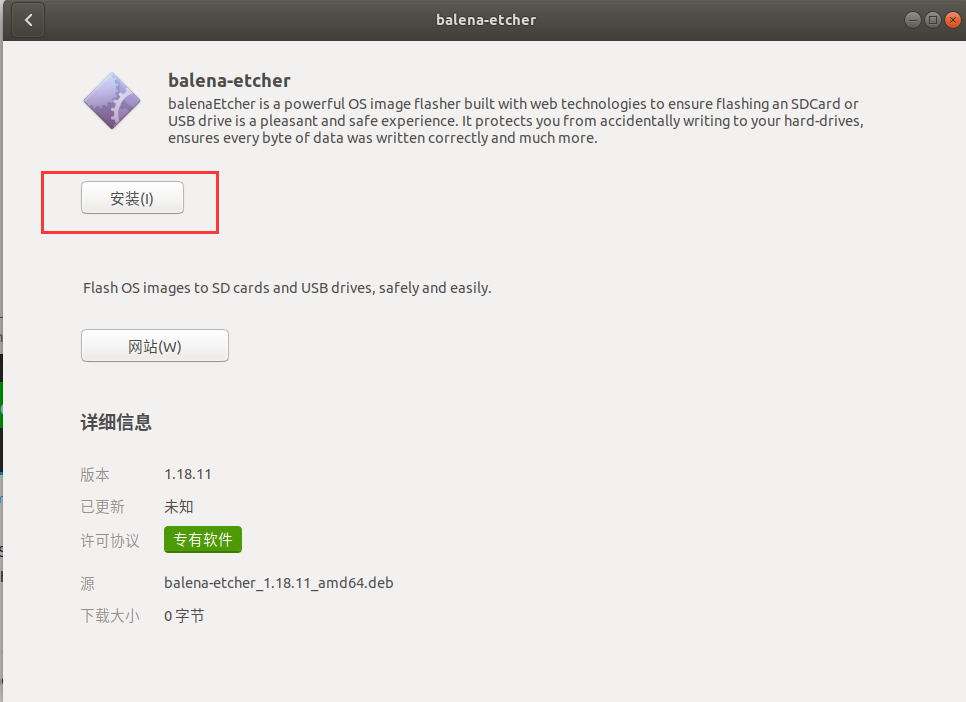 balena-etcher
balena-etcher
balenaEtcher is a powerful OS image flasher built with web technologies to ensure flashing an SDCard or
USB drive is a pleasant and safe experience. It protects you from accidentally writing to your hard-drives,
ensures every byte of data was written correctly and much more.
安装(I)
Flash OS images to SD cards and USB drives, safely and easily.
网站(W)
详细信息
版本 1.18.11
已更新 未知
许可协议 专有软件
源 balena-etcher_1.18.11_amd64.deb
下载大小 0 字节